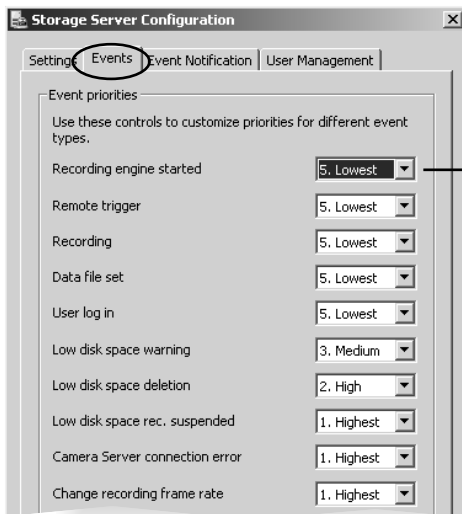 Storage Server Configuration
Settings Events Event Notification User Management
Event priorities
Use these controls to customize priorities for different event
types.
Recording engine started 5. Lowest
Remote trigger 5. Lowest
Recording 5. Lowest
Data file set 5. Lowest
User log in 5. Lowest
Low disk space warning 3. Medium
Low disk space deletion 2. High
Low disk space rec. suspended 1. Highest
Camera Server connection error 1. Highest
Change recording frame rate 1. Highest